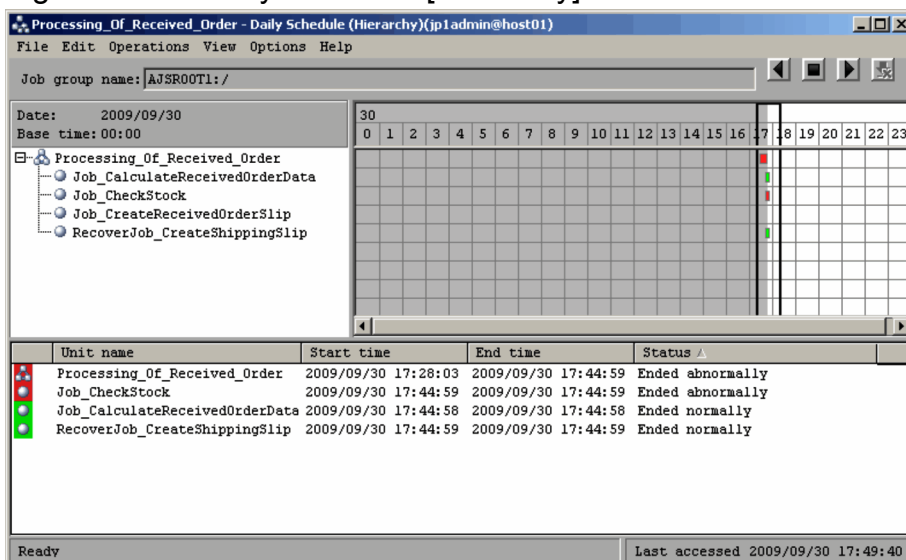 Processing_Of_Received_Order - Daily Schedule (Hierarchy)(jp1admin@host01)
File Edit Operations View Options Help
Job group name: AJSROOT1:/
Date: 2009/09/30
Base time: 00:00
30
0 1 2 3 4 5 6 7 8 9 10 11 12 13 14 15 16 17 18 19 20 21 22 23
Processing_Of_Received_Order
Job_CalculateReceivedOrderData
Job_CheckStock
Job_CreateReceivedOrderSlip
RecoverJob_CreateShippingSlip
Unit name Start time End time Status
Processing_Of_Received_Order 2009/09/30 17:28:03 2009/09/30 17:44:59 Ended abnormally
Job_CheckStock 2009/09/30 17:44:59 2009/09/30 17:44:59 Ended abnormally
Job_CalculateReceivedOrderData 2009/09/30 17:44:58 2009/09/30 17:44:58 Ended normally
RecoverJob_CreateShippingSlip 2009/09/30 17:44:59 2009/09/30 17:44:59 Ended normally
Ready Last accessed 2009/09/30 17:49:40